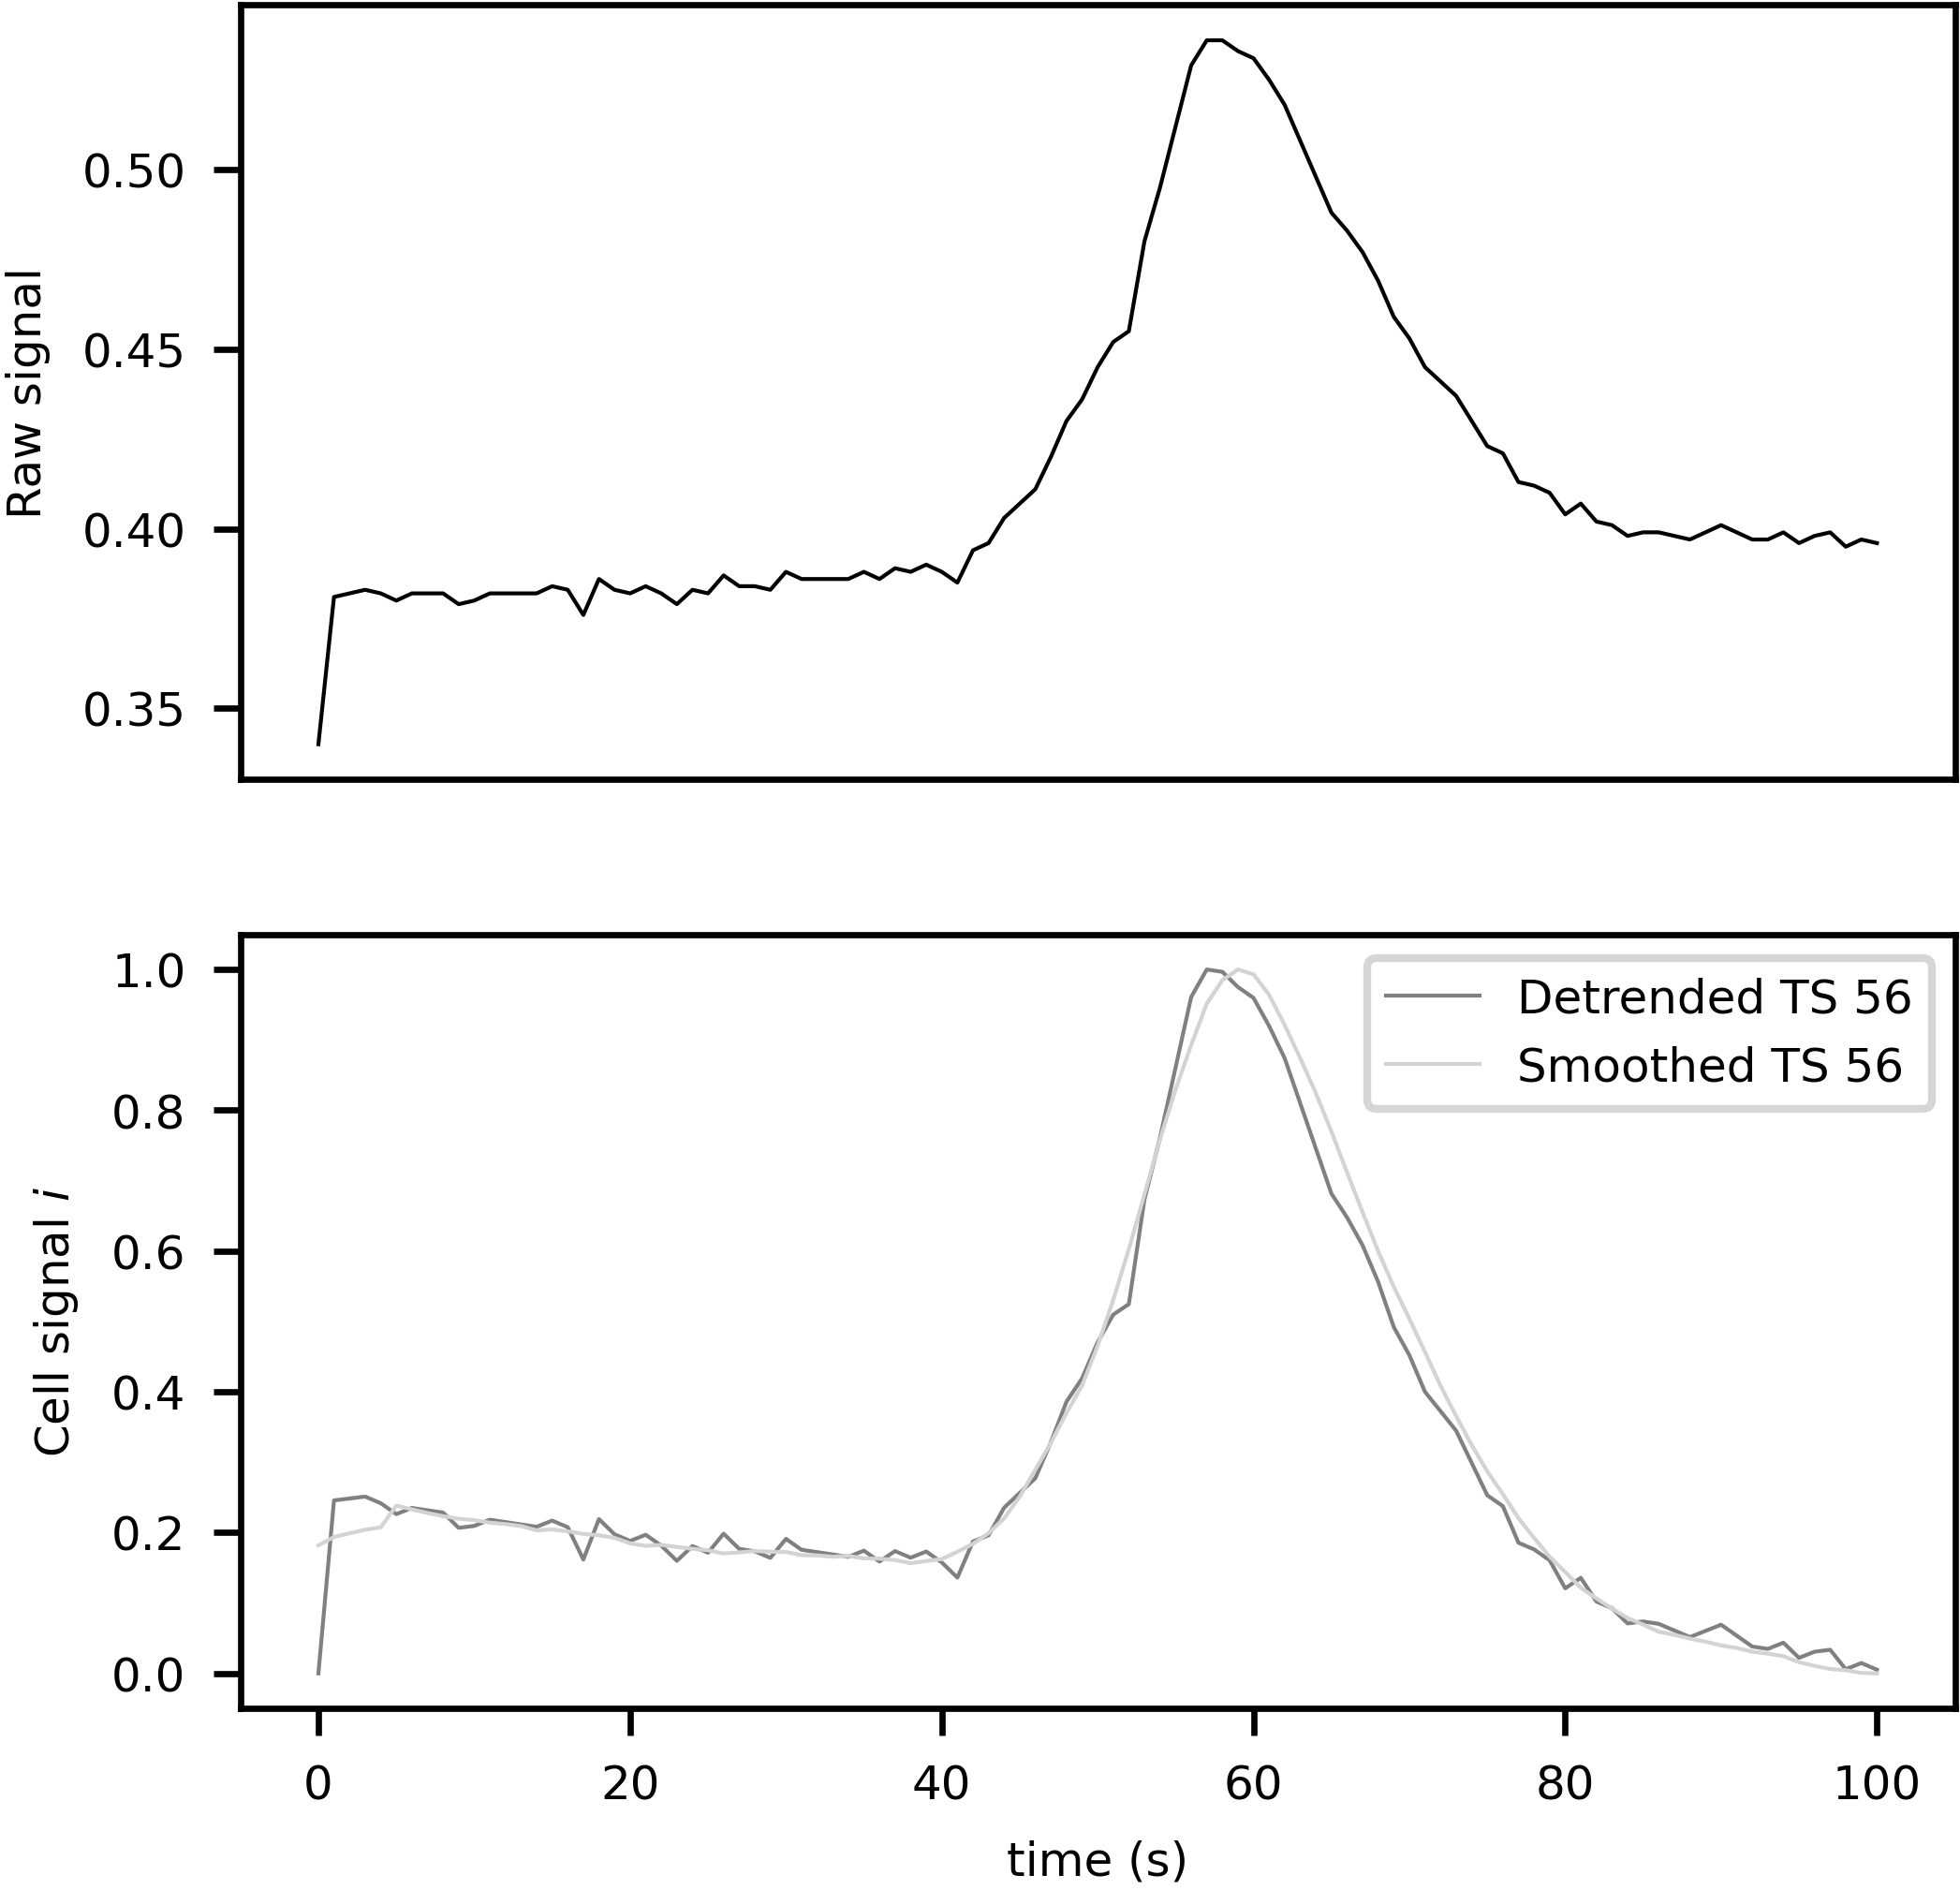 Raw signal
0.50
0.45
0.40
0.35
Cell signal i
1.0
0.8
0.6
0.4
0.2
0.0
Detrended TS 56
Smoothed TS 56
0 20 40 60 80 100
time (s)